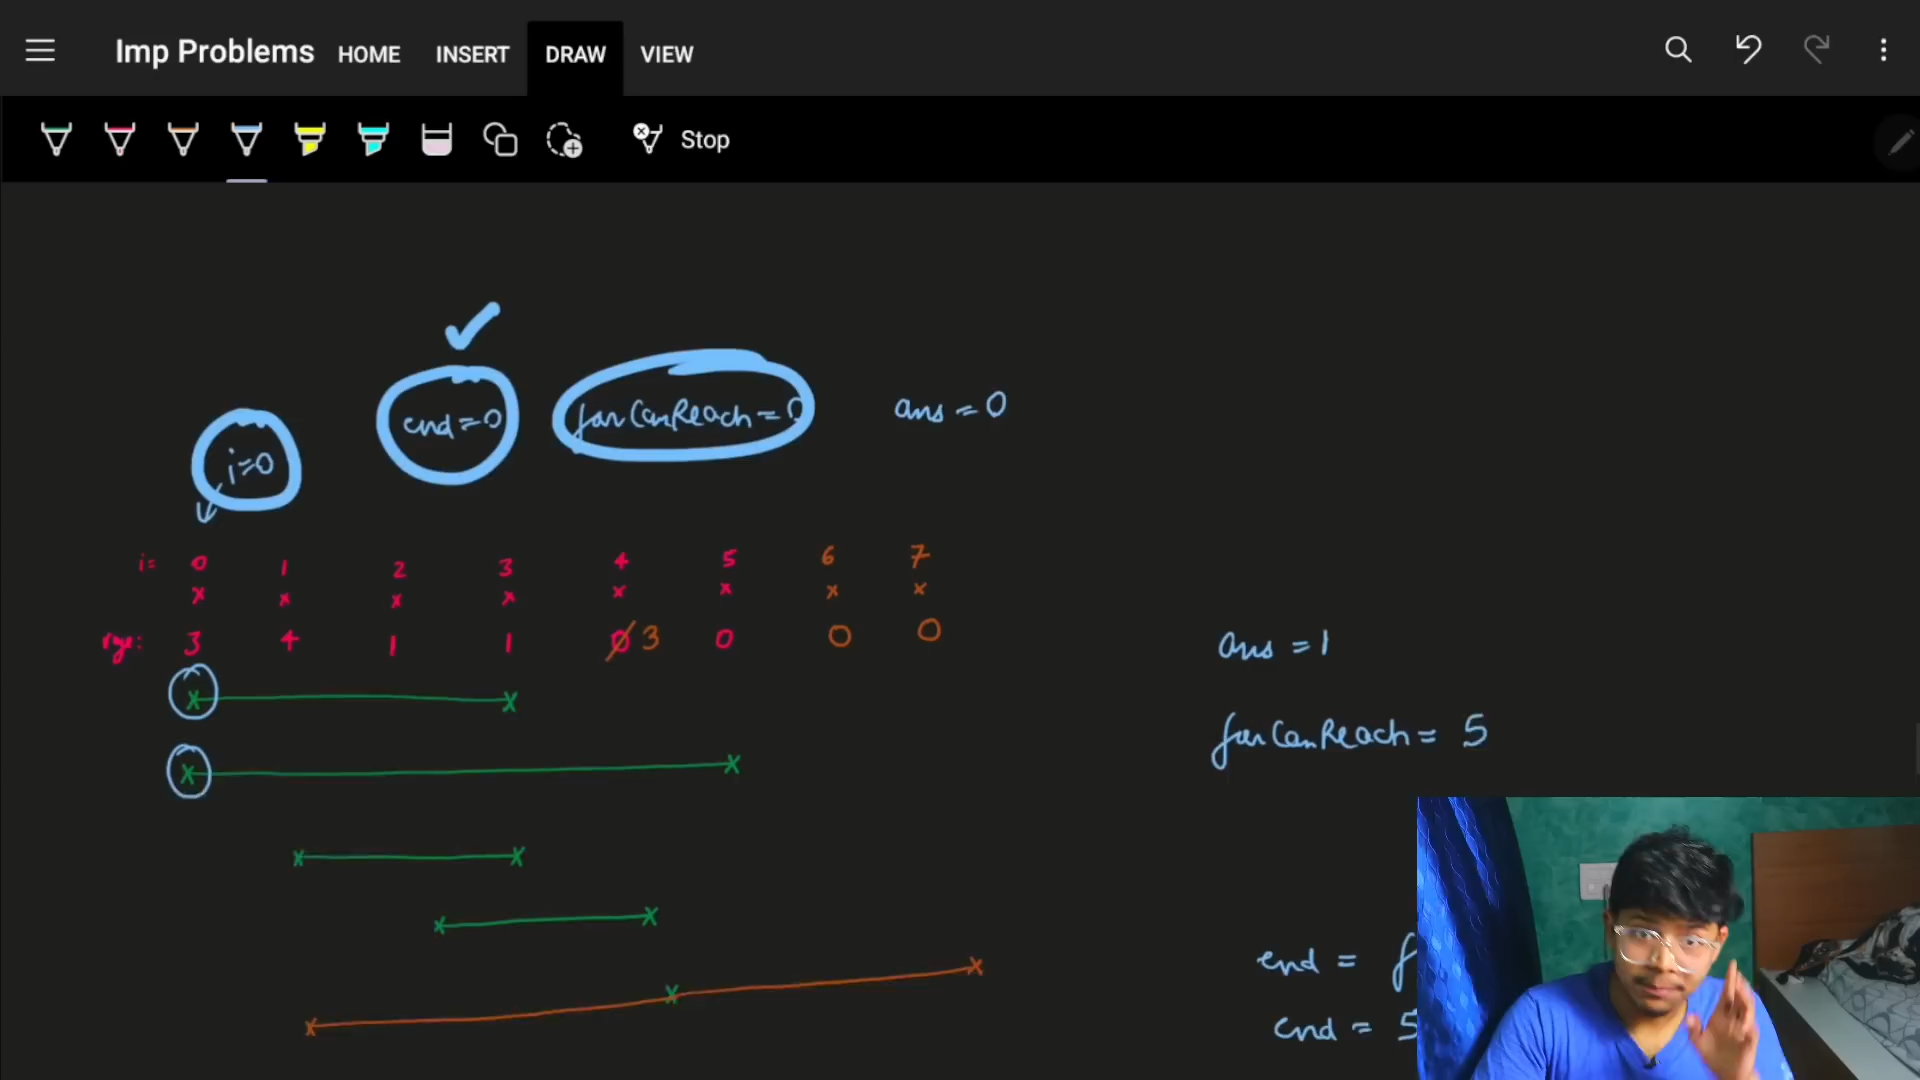 Imp Problems HOME INSERT DRAW VIEW
Stop
end=0 farCanReach=0 ans=0
i=0
i= 0 1 2 3 4 5 6 7
x x x x x x x x
rge: 3 4 1 1 0 3 0 0 0
ans = 1
farCanReach = 5
end = f
end = 5